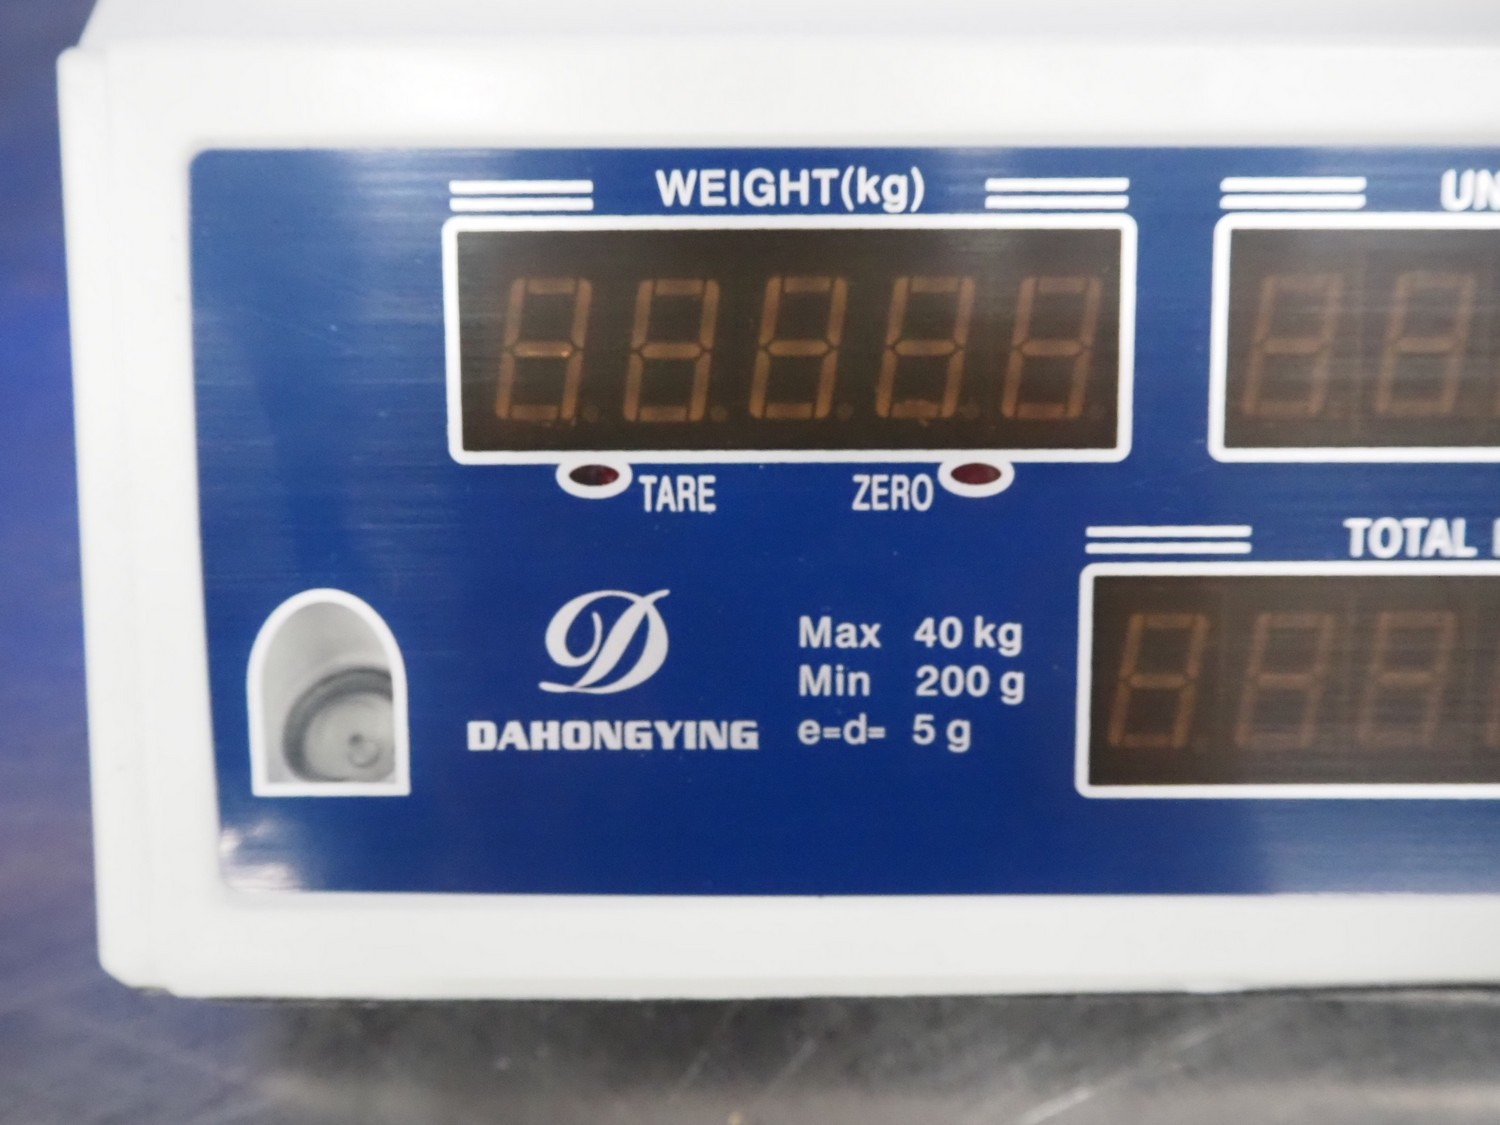 WEIGHT(kg)
TARE
ZERO
TOTAL
D
DAHONGYING
Max 40 kg
Min 200 g
e=d= 5 g